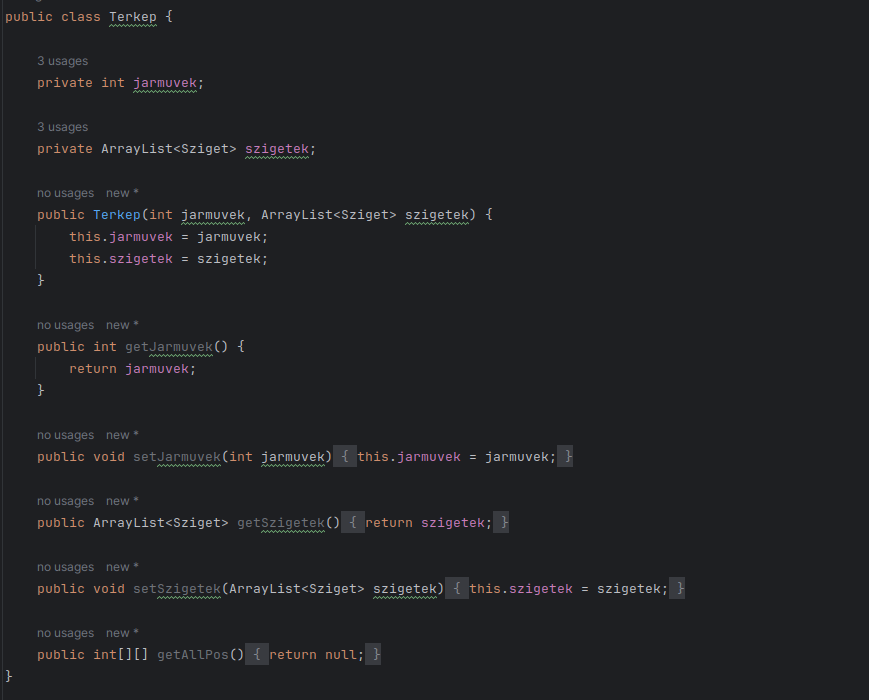 public class Terkep {
3 usages
private int jarmuvek;
3 usages
private ArrayList<Sziget> szigetek;
no usages new *
public Terkep(int jarmuvek, ArrayList<Sziget> szigetek) {
this.jarmuvek = jarmuvek;
this.szigetek = szigetek;
}
no usages new *
public int getJarmuvek() {
return jarmuvek;
}
no usages new *
public void setJarmuvek(int jarmuvek) { this.jarmuvek = jarmuvek; }
no usages new *
public ArrayList<Sziget> getSzigetek() { return szigetek; }
no usages new *
public void setSzigetek(ArrayList<Sziget> szigetek) { this.szigetek = szigetek; }
no usages new *
public int[][] getAllPos() { return null; }
}